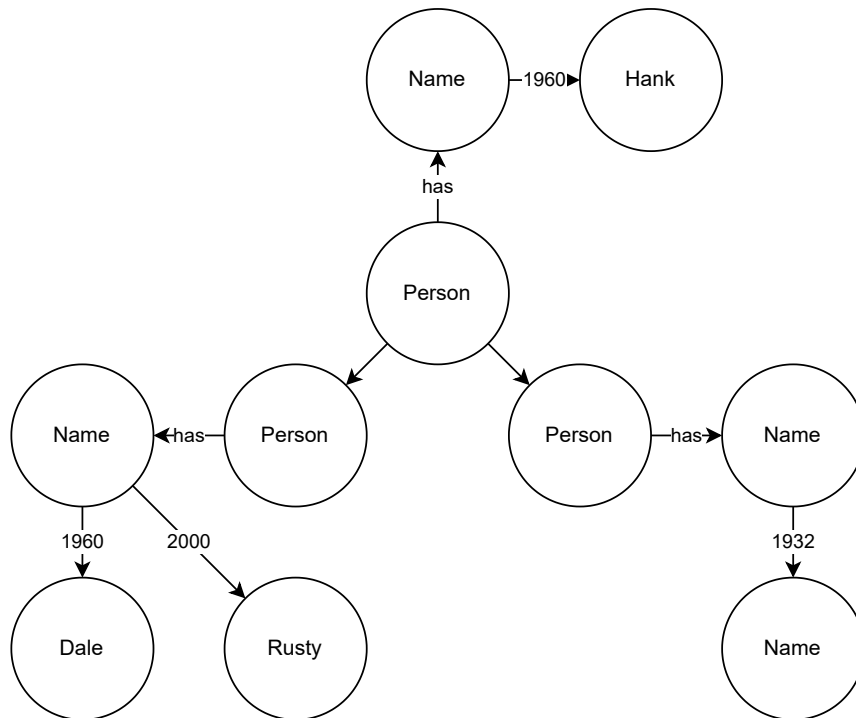 Name
1960
Hank
has
Person
Name
has
Person
Person
has
Name
1960
2000
1932
Dale
Rusty
Name